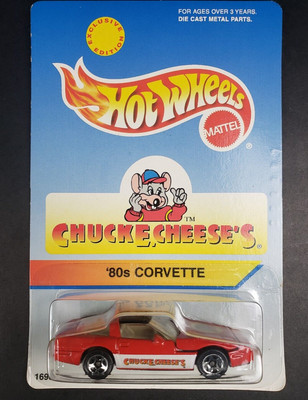 FOR AGES OVER 3 YEARS.
DIE CAST METAL PARTS.
EXCLUSIVE EDITION
HOT WHEELS
MATTEL
TM
CHUCK E. CHEESE'S®
'80s CORVETTE
CHUCK E. CHEESE'S